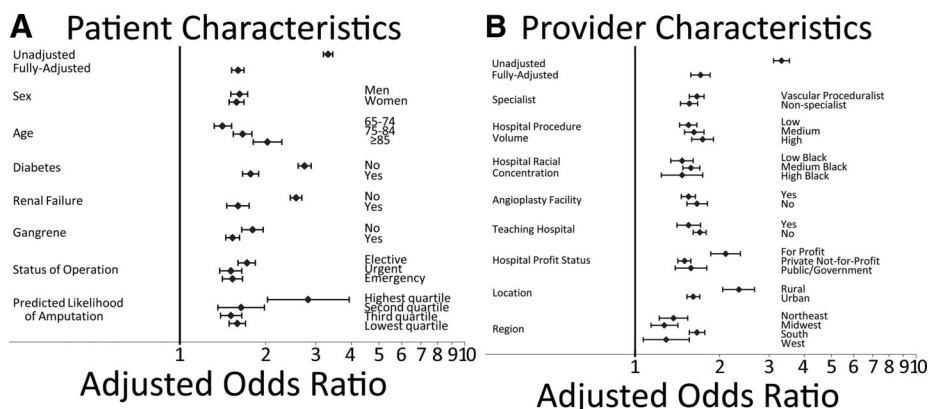 A Patient Characteristics
Unadjusted
Fully-Adjusted
Sex
Men
Women
Age
65-74
75-84
≥85
Diabetes
No
Yes
Renal Failure
No
Yes
Gangrene
No
Yes
Status of Operation
Elective
Urgent
Emergency
Predicted Likelihood
of Amputation
Highest quartile
Second quartile
Third quartile
Lowest quartile
1 2 3 4 5 6 7 8 9 10
Adjusted Odds Ratio
B Provider Characteristics
Unadjusted
Fully-Adjusted
Specialist
Vascular Proceduralist
Non-specialist
Hospital Procedure
Volume
Low
Medium
High
Hospital Racial
Concentration
Low Black
Medium Black
High Black
Angioplasty Facility
Yes
No
Teaching Hospital
Yes
No
Hospital Profit Status
For Profit
Private Not-for-Profit
Public/Government
Location
Rural
Urban
Region
Northeast
Midwest
South
West
1 2 3 4 5 6 7 8 9 10
Adjusted Odds Ratio